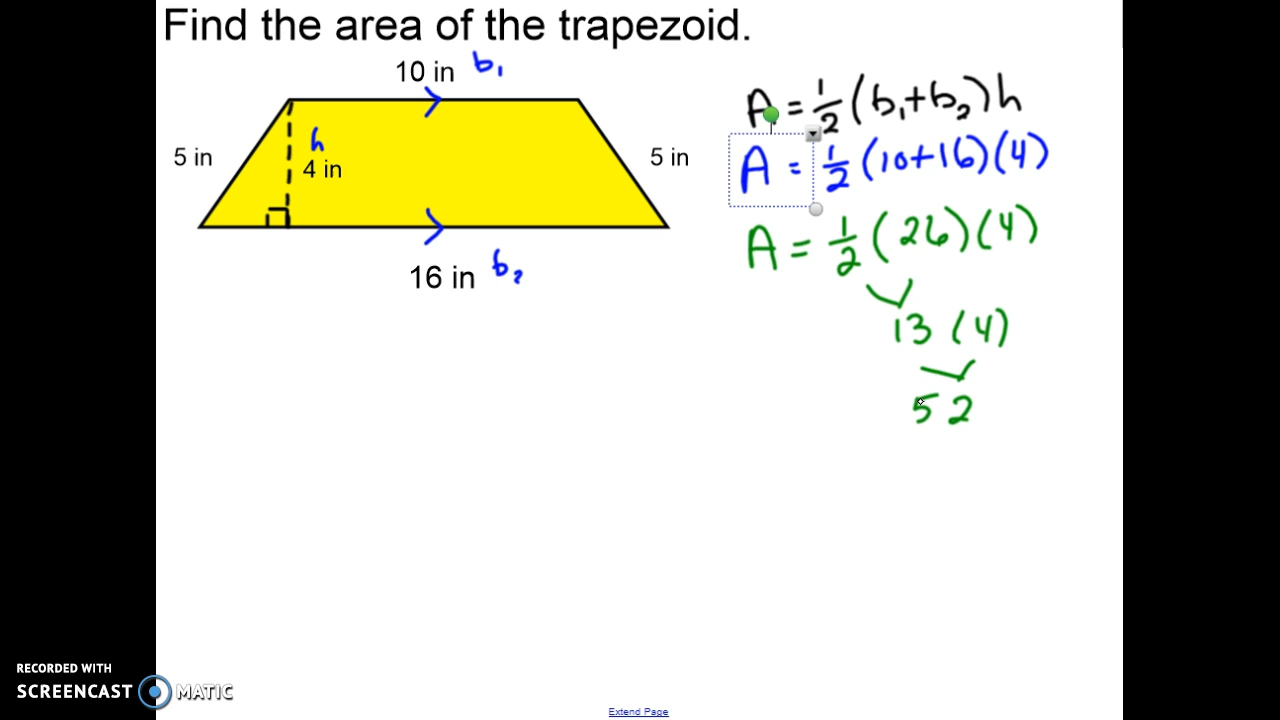 Find the area of the trapezoid.
10 in b₁
5 in
h
4 in
5 in
16 in b₂
A = ½ (b₁+b₂)h
A = ½ (10+16)(4)
A = ½ (26)(4)
13 (4)
52
RECORDED WITH
SCREENCAST MATIC
Extend Page